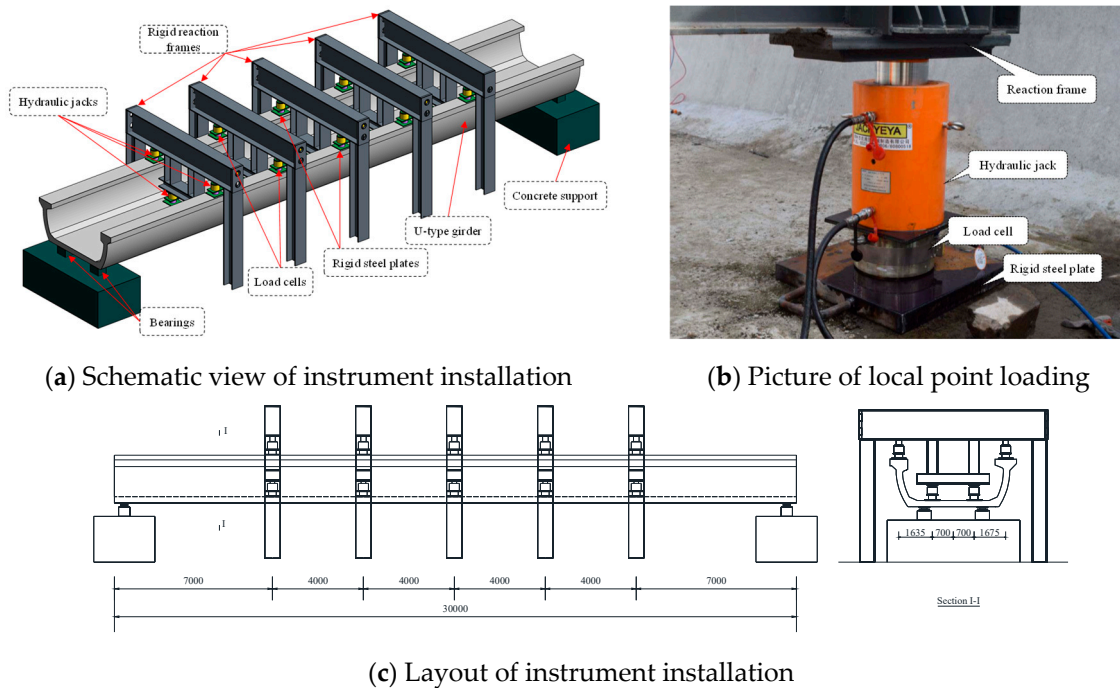 Rigid reaction
frames
Hydraulic jacks
Concrete support
U-type girder
Rigid steel plates
Load cells
Bearings
Reaction frame
JACKYEYA
Hydraulic jack
Load cell
Rigid steel plate
(a) Schematic view of instrument installation
(b) Picture of local point loading
I
I
7000
4000
4000
4000
4000
7000
30000
1635
700
700
1675
Section I-I
(c) Layout of instrument installation